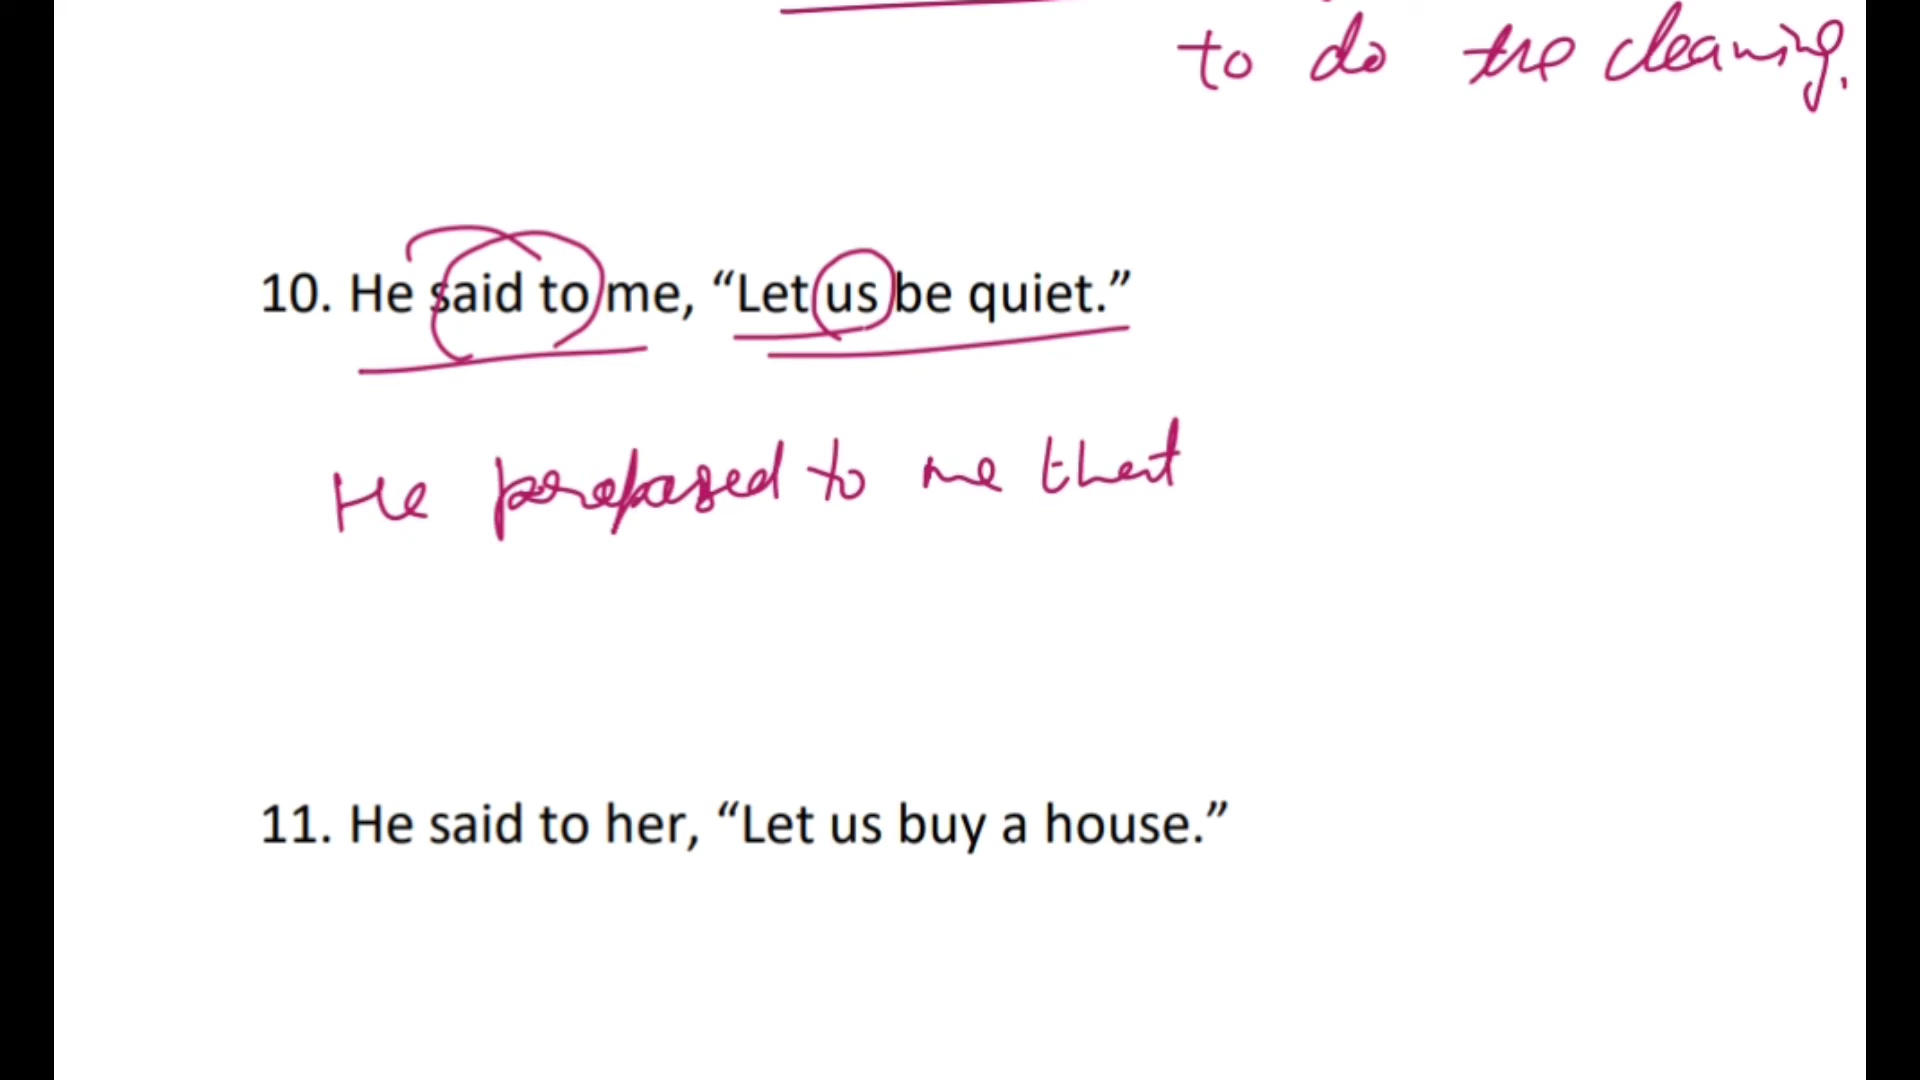 to do the cleaning.
10. He said to me, “Let us be quiet.”
He proposed to me that
11. He said to her, “Let us buy a house.”